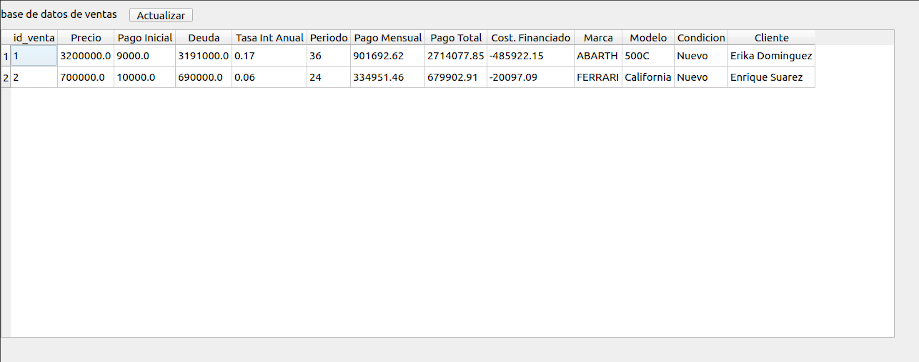 base de datos de ventas Actualizar
id_venta Precio Pago Inicial Deuda Tasa Int Anual Periodo Pago Mensual Pago Total Cost. Financiado Marca Modelo Condicion Cliente
1 1 3200000.0 9000.0 3191000.0 0.17 36 901692.62 2714077.85 -485922.15 ABARTH 500C Nuevo Erika Dominguez
2 2 700000.0 10000.0 690000.0 0.06 24 334951.46 679902.91 -20097.09 FERRARI California Nuevo Enrique Suarez